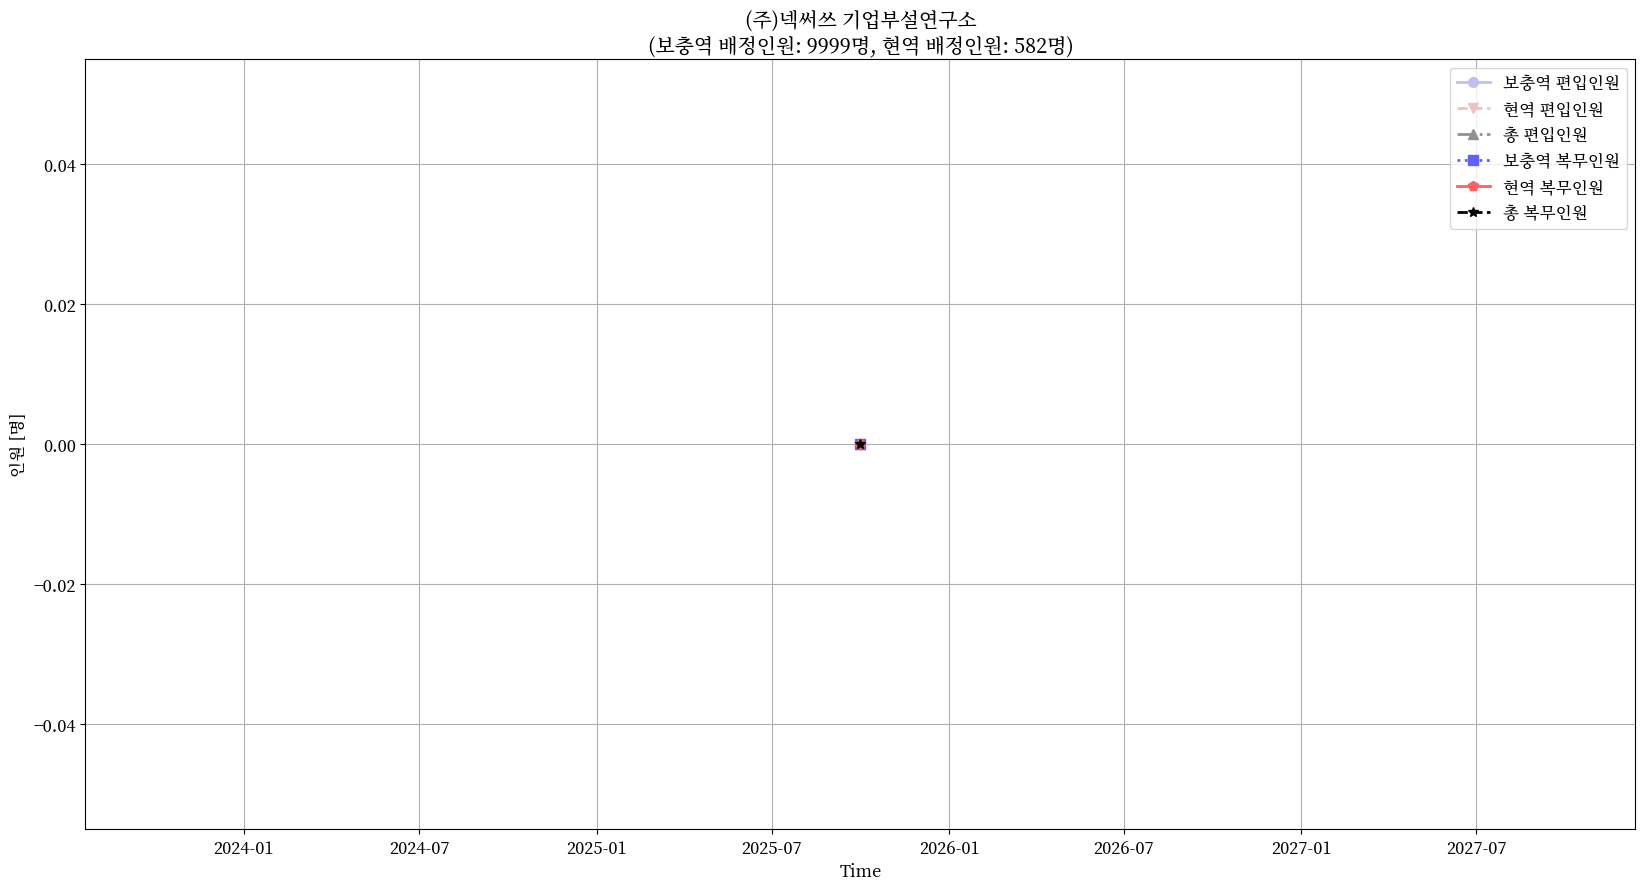 (주)넥써쓰 기업부설연구소
(보충역 배정인원: 9999명, 현역 배정인원: 582명)
보충역 편입인원
현역 편입인원
총 편입인원
보충역 복무인원
현역 복무인원
총 복무인원
0.04
0.02
0.00
−0.02
−0.04
인원 [명]
2024-01
2024-07
2025-01
2025-07
2026-01
2026-07
2027-01
2027-07
Time